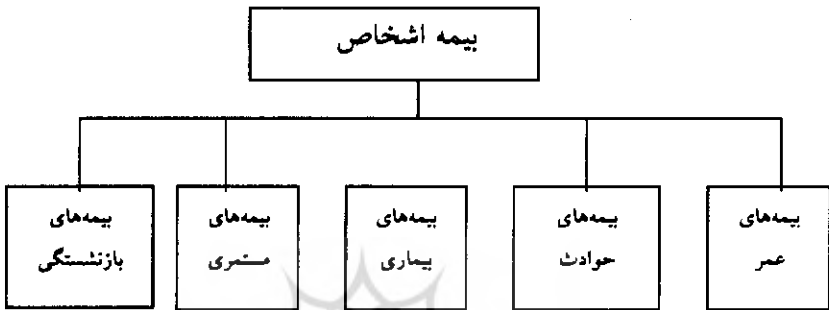 بیمه اشخاص
بیمه‌های
عمر
بیمه‌های
حوادث
بیمه‌های
بیماری
بیمه‌های
مستمری
بیمه‌های
بازنشستگی